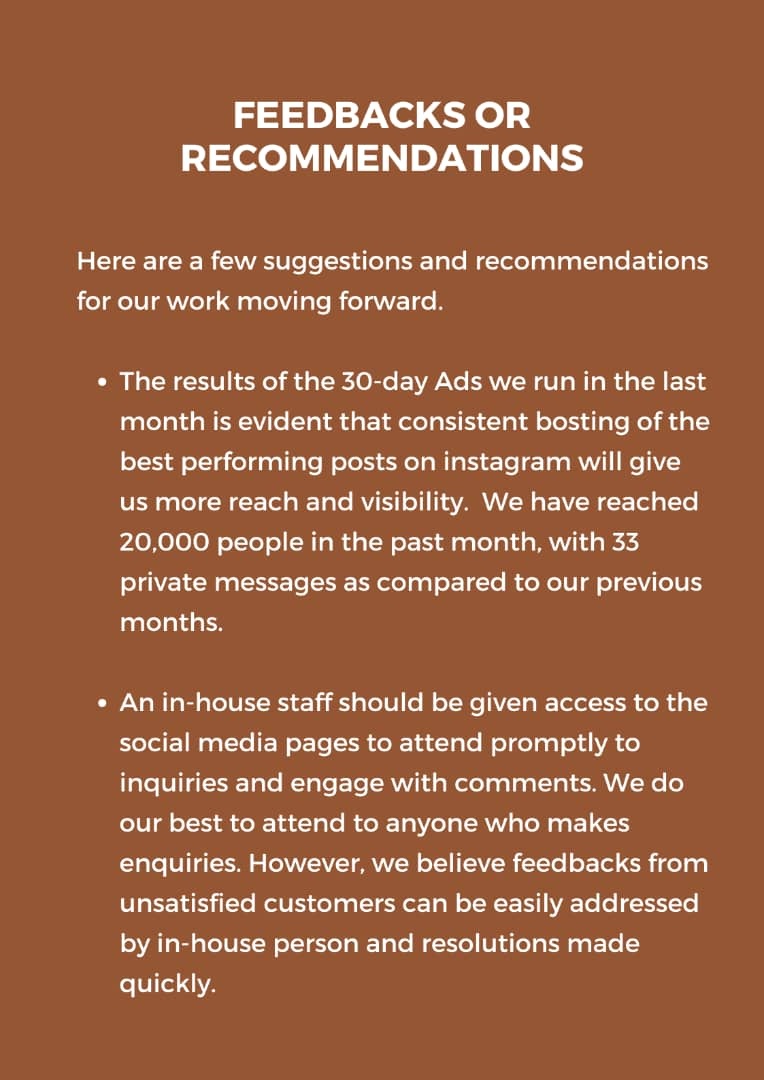 FEEDBACKS OR
RECOMMENDATIONS
Here are a few suggestions and recommendations
for our work moving forward.
• The results of the 30-day Ads we run in the last
month is evident that consistent bosting of the
best performing posts on instagram will give
us more reach and visibility.  We have reached
20,000 people in the past month, with 33
private messages as compared to our previous
months.
• An in-house staff should be given access to the
social media pages to attend promptly to
inquiries and engage with comments. We do
our best to attend to anyone who makes
enquiries. However, we believe feedbacks from
unsatisfied customers can be easily addressed
by in-house person and resolutions made
quickly.